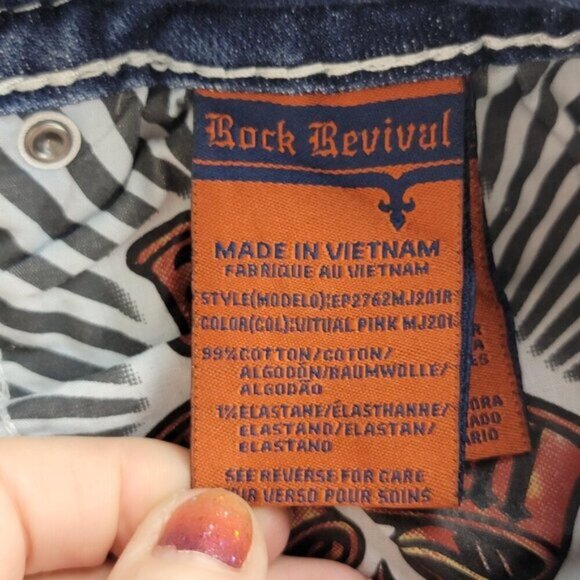 Rock Revival
MADE IN VIETNAM
FABRIQUE AU VIETNAM
STYLE(MODELO):EP2762MJ201R
COLOR(COL):VITUAL PINK MJ201
99%COTTON/COTON/
ALGODÓN/BAUMWOLLE/
ALGODÃO
1%ELASTANE/ÉLASTHANNE/
ELASTANO/ELASTAN/
ELASTANO
SEE REVERSE FOR CARE
VOIR VERSO POUR SOINS